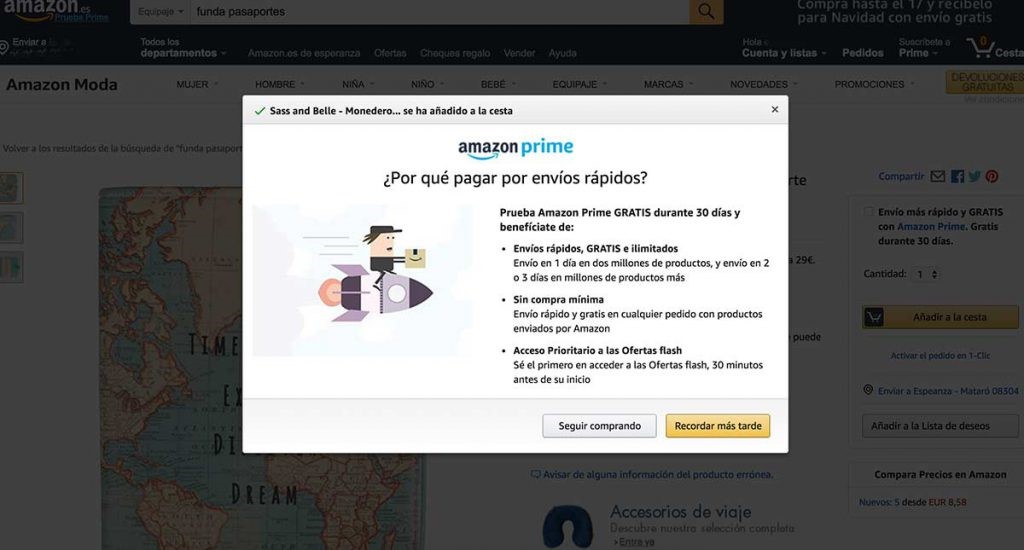 amazon.es
Prueba Prime
Equipaje
funda pasaportes
Compra hasta el 17 y recíbelo
para Navidad con envío gratis
Enviar a
Todos los
departamentos
Amazon.es de esperanza Ofertas Cheques regalo Vender Ayuda
Hola
Cuenta y listas
Pedidos
Suscríbete a
Prime
0
Cesta
Amazon Moda
MUJER HOMBRE NIÑA NIÑO BEBÉ EQUIPAJE MARCAS NOVEDADES PROMOCIONES
DEVOLUCIONES
GRATUITAS
Ver condiciones
Volver a los resultados de la búsqueda de "funda pasaport
Sass and Belle - Monedero... se ha añadido a la cesta
×
amazon prime
¿Por qué pagar por envíos rápidos?
Prueba Amazon Prime GRATIS durante 30 días y
benefíciate de:
• Envíos rápidos, GRATIS e ilimitados
Envío en 1 día en dos millones de productos, y envío en 2
o 3 días en millones de productos más
• Sin compra mínima
Envío rápido y gratis en cualquier pedido con productos
enviados por Amazon
• Acceso Prioritario a las Ofertas flash
Sé el primero en acceder a las Ofertas flash, 30 minutos
antes de su inicio
Seguir comprando
Recordar más tarde
rte
a 29€.
puede
Compartir
Envío más rápido y GRATIS
con Amazon Prime. Gratis
durante 30 días.
Cantidad: 1
Añadir a la cesta
Activar el pedido en 1-Clic
Enviar a Espeanza - Mataró 08304
Añadir a la Lista de deseos
Compara Precios en Amazon
Nuevos: 5 desde EUR 8,58
TIME
DREAM
Avisar de alguna información del producto errónea.
Accesorios de viaje
Descubre nuestra selección completa
› Entra ya